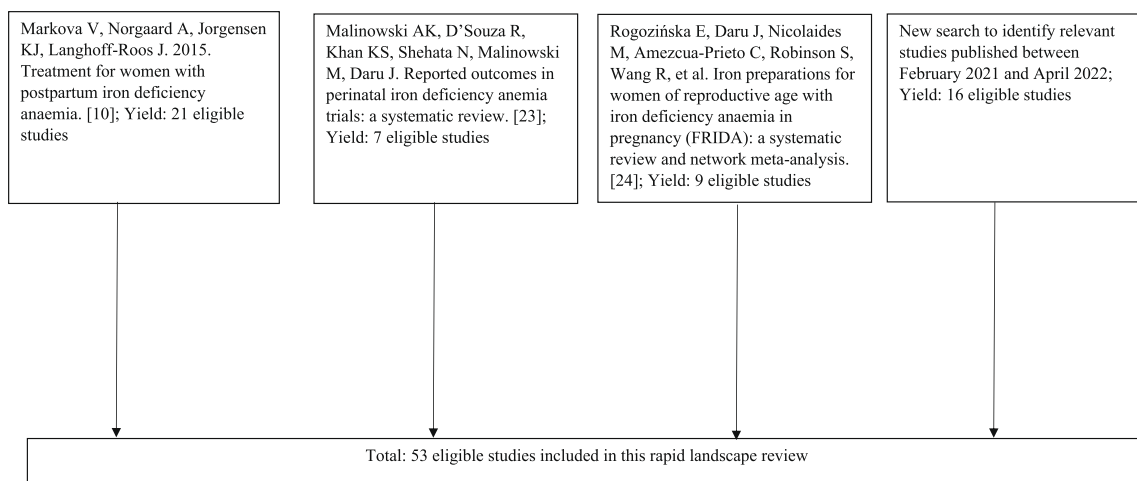 Markova V, Norgaard A, Jorgensen
KJ, Langhoff-Roos J. 2015.
Treatment for women with
postpartum iron deficiency
anaemia. [10]; Yield: 21 eligible
studies
Malinowski AK, D’Souza R,
Khan KS, Shehata N, Malinowski
M, Daru J. Reported outcomes in
perinatal iron deficiency anemia
trials: a systematic review. [23];
Yield: 7 eligible studies
Rogozińska E, Daru J, Nicolaides
M, Amezcua-Prieto C, Robinson S,
Wang R, et al. Iron preparations for
women of reproductive age with
iron deficiency anaemia in
pregnancy (FRIDA): a systematic
review and network meta-analysis.
[24]; Yield: 9 eligible studies
New search to identify relevant
studies published between
February 2021 and April 2022;
Yield: 16 eligible studies
Total: 53 eligible studies included in this rapid landscape review